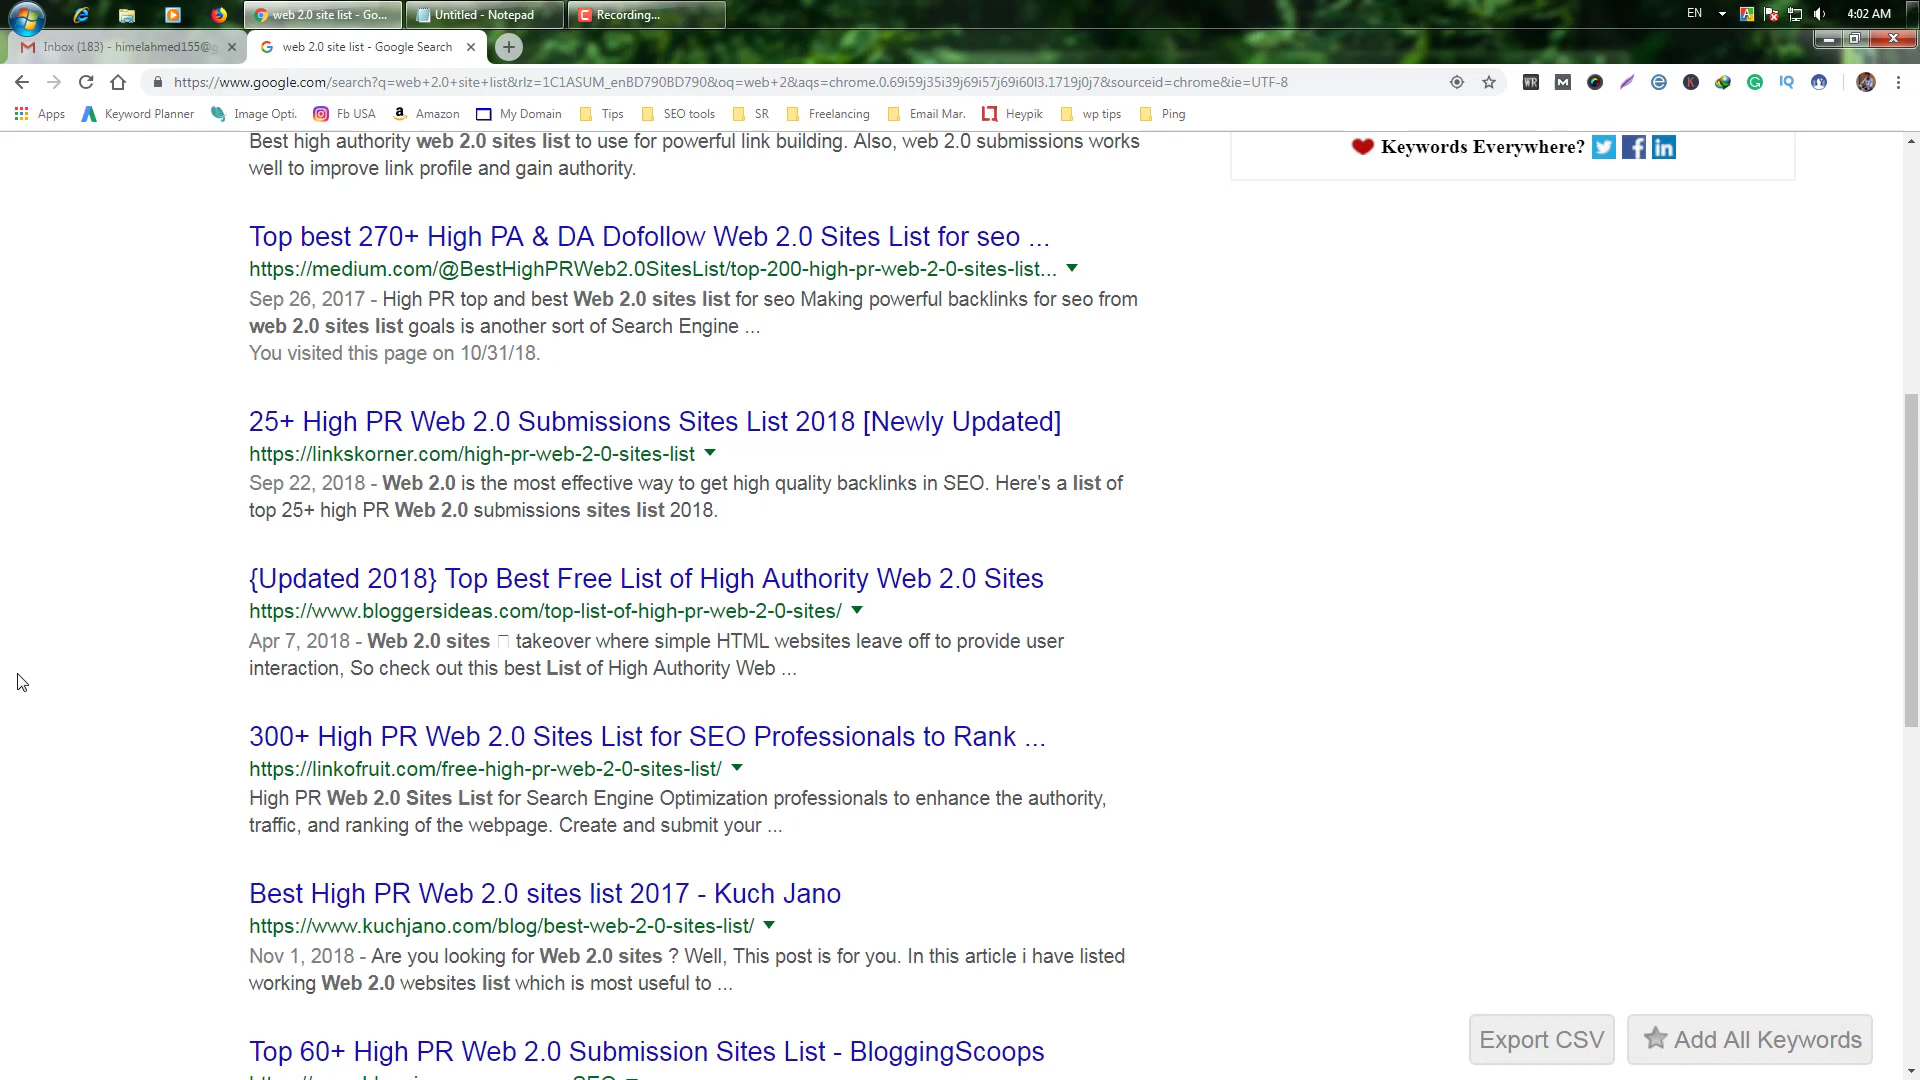 web 2.0 site list - Go...
Untitled - Notepad
Recording...
EN
4:02 AM
Inbox (183) - himelahmed155@g
web 2.0 site list - Google Search
https://www.google.com/search?q=web+2.0+site+list&rlz=1C1ASUM_enBD790BD790&oq=web+2&aqs=chrome.0.69i59j35i39j69i57j69i60l3.1719j0j7&sourceid=chrome&ie=UTF-8
Apps
Keyword Planner
Image Opti.
Fb USA
Amazon
My Domain
Tips
SEO tools
SR
Freelancing
Email Mar.
Heypik
wp tips
Ping
Best high authority web 2.0 sites list to use for powerful link building. Also, web 2.0 submissions works
well to improve link profile and gain authority.
Keywords Everywhere?
Top best 270+ High PA & DA Dofollow Web 2.0 Sites List for seo ...
https://medium.com/@BestHighPRWeb2.0SitesList/top-200-high-pr-web-2-0-sites-list...
Sep 26, 2017 - High PR top and best Web 2.0 sites list for seo Making powerful backlinks for seo from
web 2.0 sites list goals is another sort of Search Engine ...
You visited this page on 10/31/18.
25+ High PR Web 2.0 Submissions Sites List 2018 [Newly Updated]
https://linkskorner.com/high-pr-web-2-0-sites-list
Sep 22, 2018 - Web 2.0 is the most effective way to get high quality backlinks in SEO. Here's a list of
top 25+ high PR Web 2.0 submissions sites list 2018.
{Updated 2018} Top Best Free List of High Authority Web 2.0 Sites
https://www.bloggersideas.com/top-list-of-high-pr-web-2-0-sites/
Apr 7, 2018 - Web 2.0 sites takeover where simple HTML websites leave off to provide user
interaction, So check out this best List of High Authority Web ...
300+ High PR Web 2.0 Sites List for SEO Professionals to Rank ...
https://linkofruit.com/free-high-pr-web-2-0-sites-list/
High PR Web 2.0 Sites List for Search Engine Optimization professionals to enhance the authority,
traffic, and ranking of the webpage. Create and submit your ...
Best High PR Web 2.0 sites list 2017 - Kuch Jano
https://www.kuchjano.com/blog/best-web-2-0-sites-list/
Nov 1, 2018 - Are you looking for Web 2.0 sites ? Well, This post is for you. In this article i have listed
working Web 2.0 websites list which is most useful to ...
Export CSV
Add All Keywords
Top 60+ High PR Web 2.0 Submission Sites List - BloggingScoops